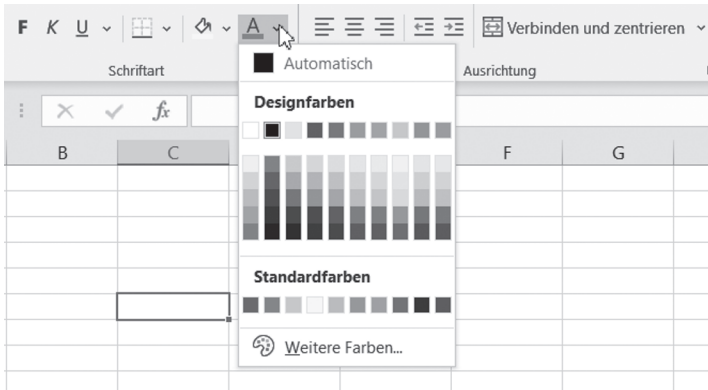 F K U A Verbinden und zentrieren
Schriftart Ausrichtung
Automatisch
fx
Designfarben
B C F G
Standardfarben
Weitere Farben...